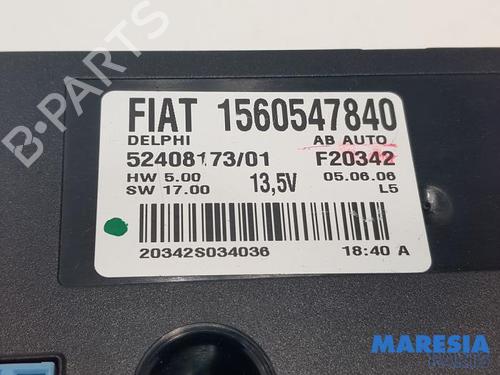 B-PARTS
FIAT 1560547840
DELPHI AB AUTO
52408173/01 F20342
HW 5.00 13,5V 05.06.06
SW 17.00 L5
20342S034036 18:40 A
MARESIA